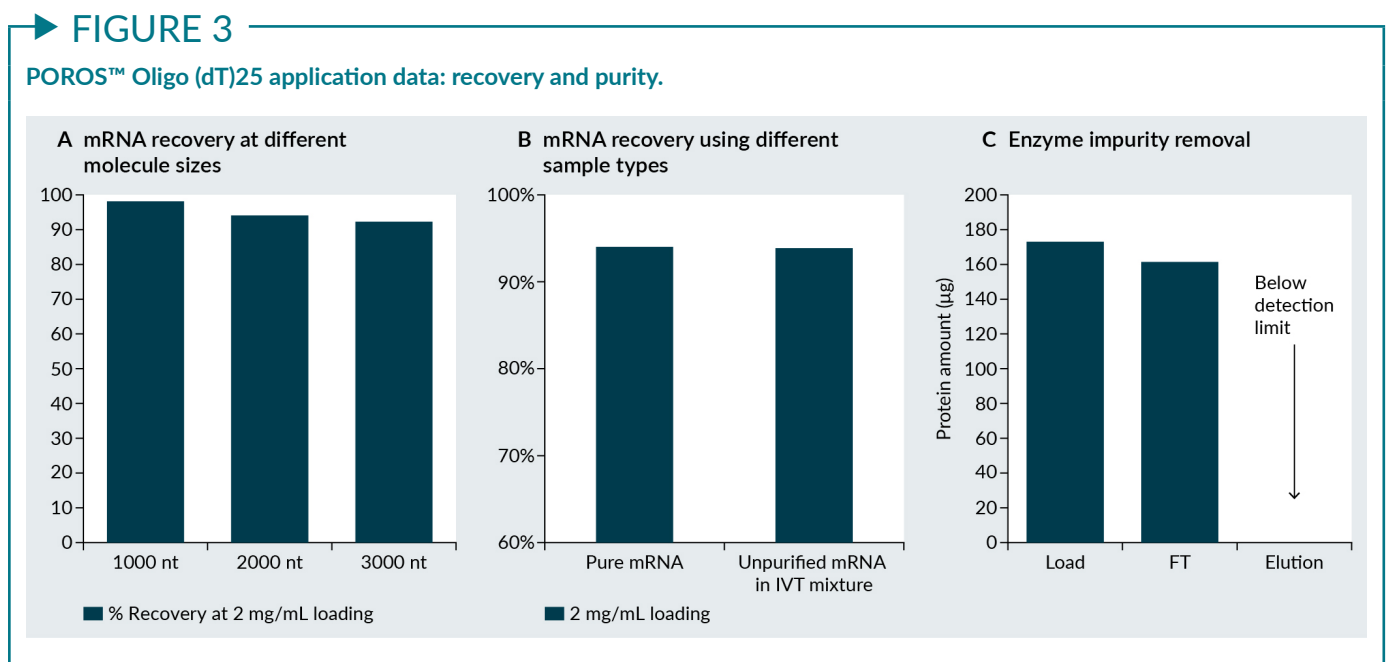 FIGURE 3
POROS™ Oligo (dT)25 application data: recovery and purity.
A mRNA recovery at different
molecule sizes
100
90
80
70
60
50
40
30
20
10
0
1000 nt
2000 nt
3000 nt
% Recovery at 2 mg/mL loading
B mRNA recovery using different
sample types
100%
90%
80%
70%
60%
Pure mRNA
Unpurified mRNA
in IVT mixture
2 mg/mL loading
C Enzyme impurity removal
Protein amount (µg)
200
180
160
140
120
100
80
60
40
20
0
Below
detection
limit
Load
FT
Elution